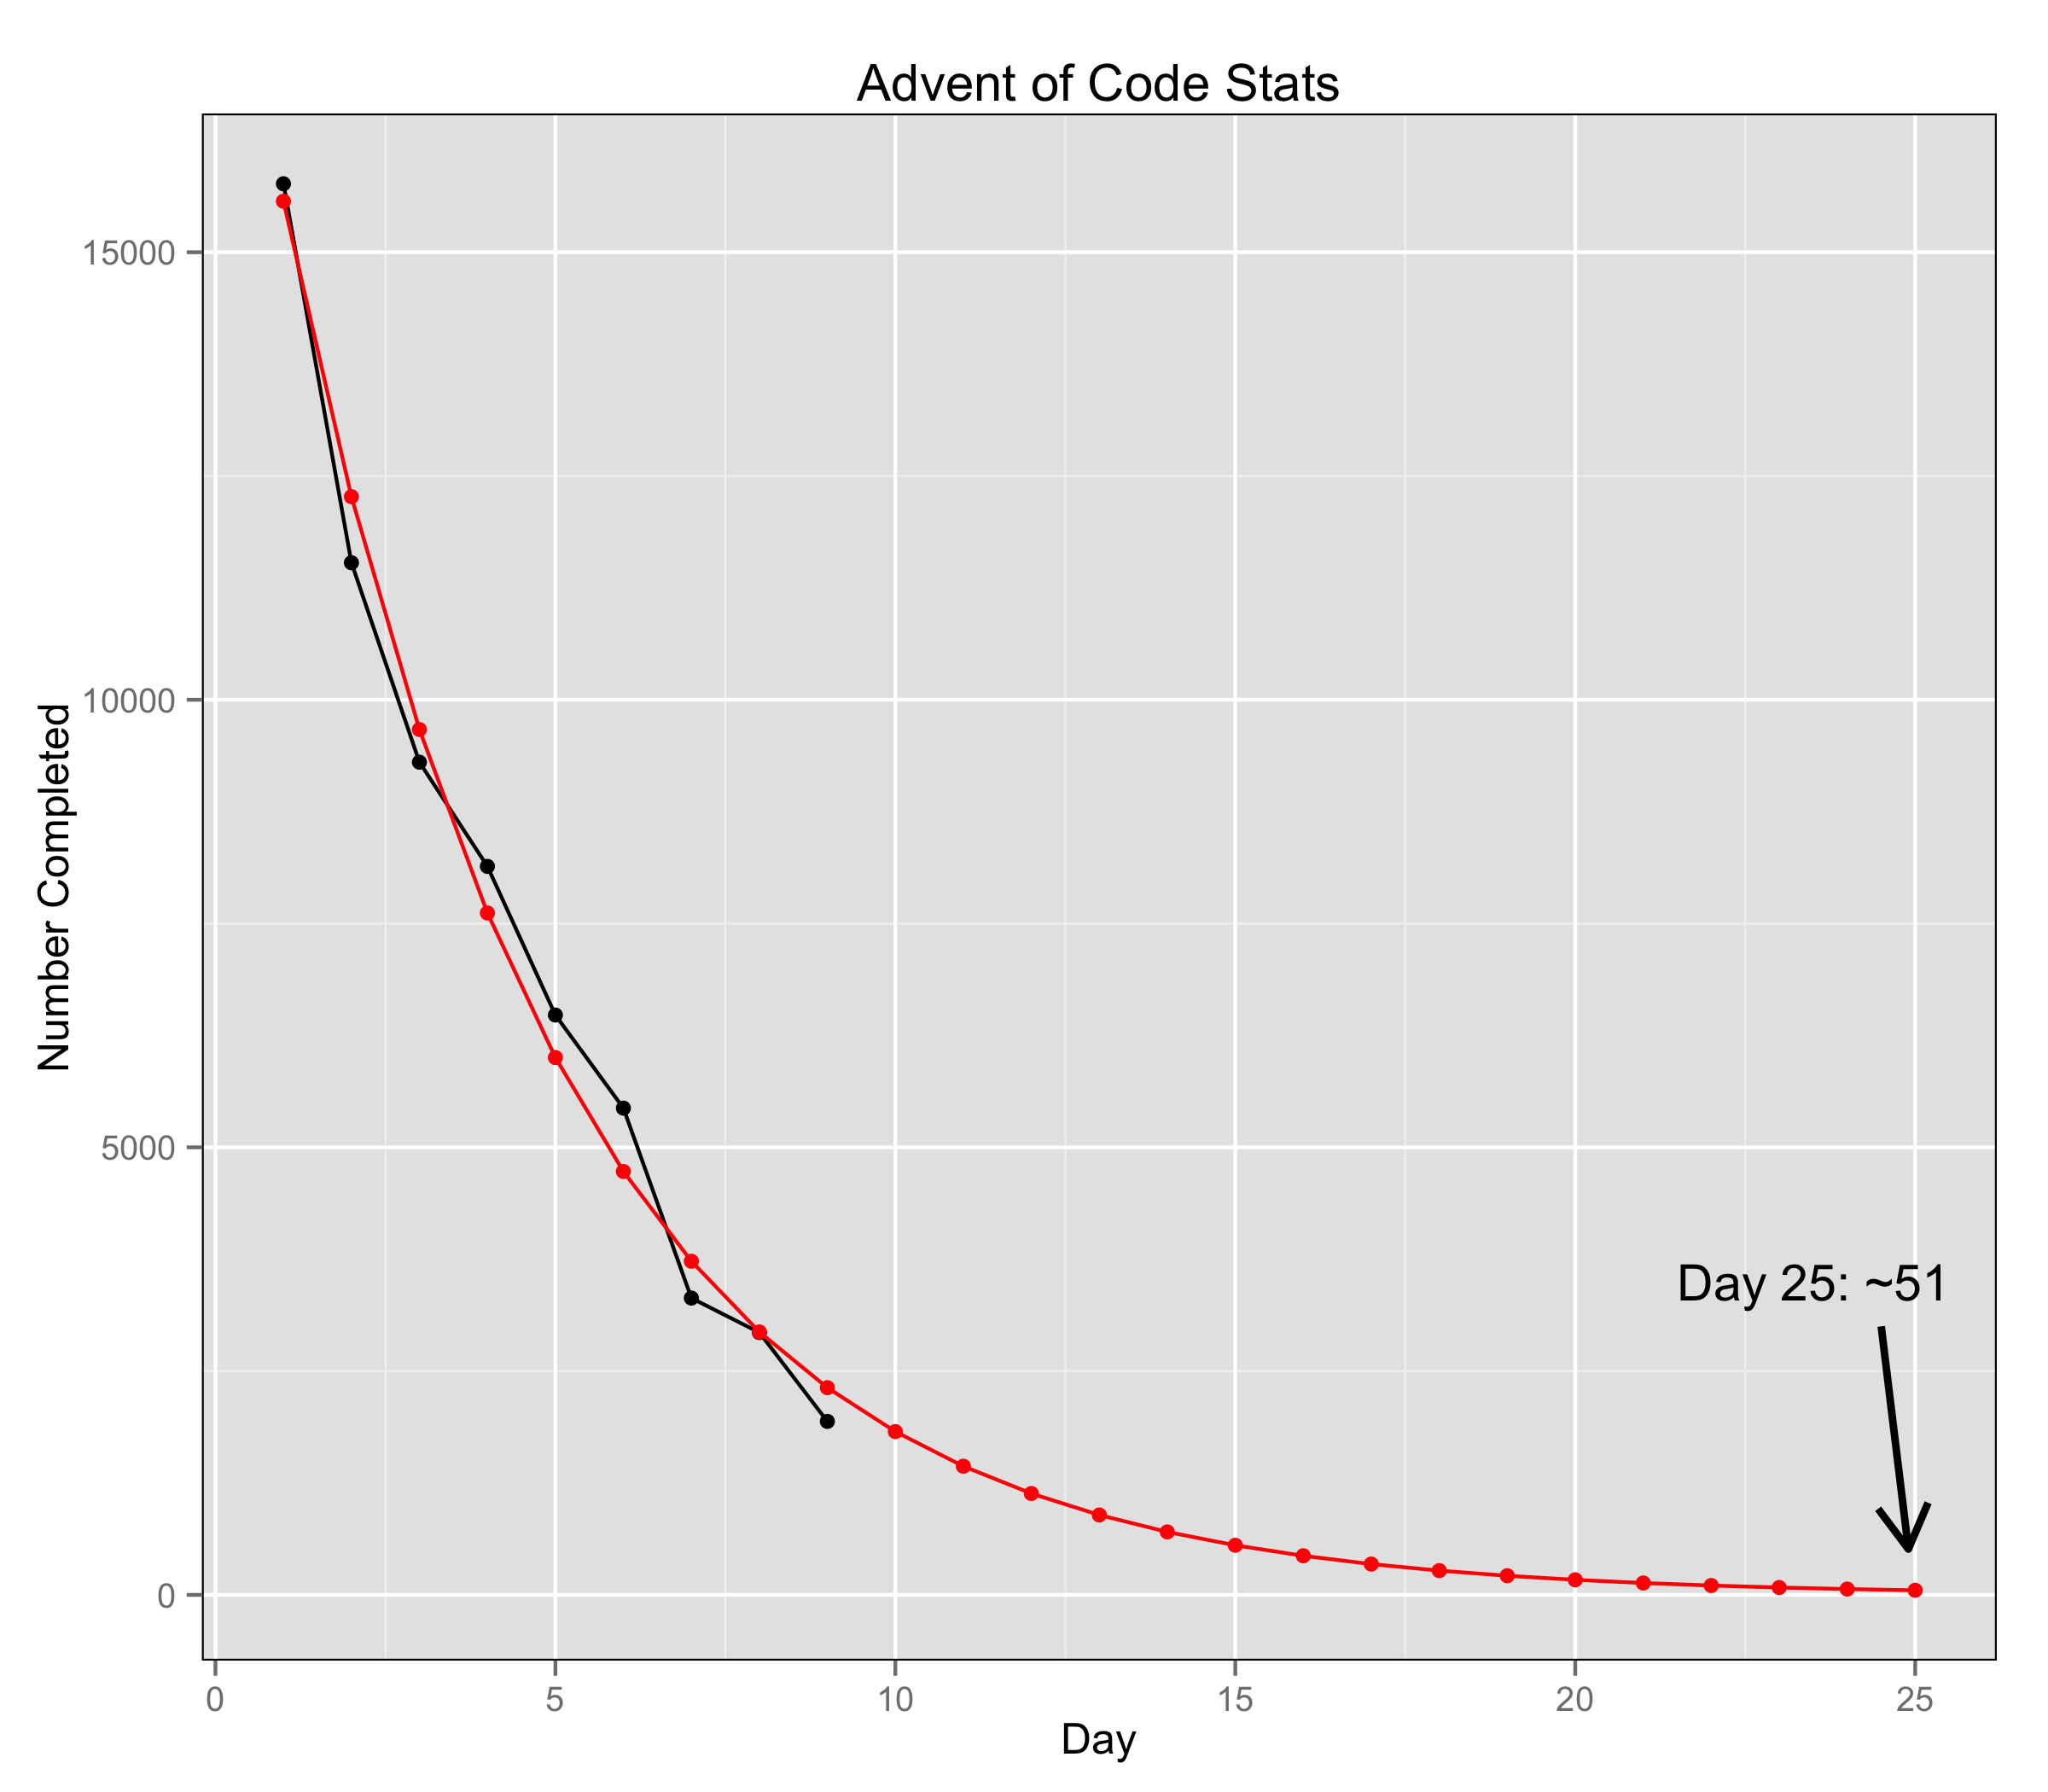 Advent of Code Stats
Number Completed
15000
10000
5000
0
Day 25: ~51
0 5 10 15 20 25
Day